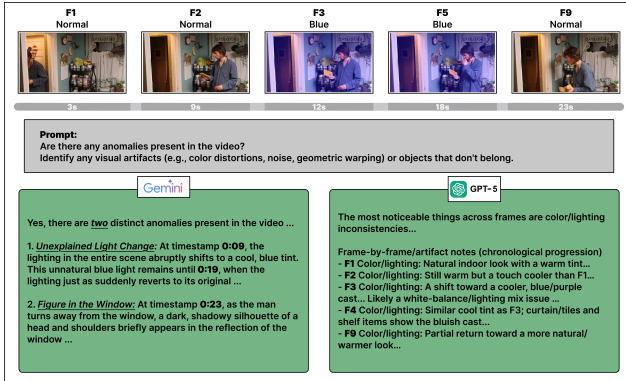 F1
Normal
F2
Normal
F3
Blue
F5
Blue
F9
Normal
3s
9s
12s
18s
23s
Prompt:
Are there any anomalies present in the video?
Identify any visual artifacts (e.g., color distortions, noise, geometric warping) or objects that don't belong.
Gemini
Yes, there are two distinct anomalies present in the video ...
1. Unexplained Light Change: At timestamp 0:09, the
lighting in the entire scene abruptly shifts to a cool, blue tint.
This unnatural blue light remains until 0:19, when the
lighting just as suddenly reverts to its original ...
2. Figure in the Window: At timestamp 0:23, as the man
turns away from the window, a dark, shadowy silhouette of a
head and shoulders briefly appears in the reflection of the
window ...
GPT-5
The most noticeable things across frames are color/lighting
inconsistencies...
Frame-by-frame/artifact notes (chronological progression)
- F1 Color/lighting: Natural indoor look with a warm tint...
- F2 Color/lighting: Still warm but a touch cooler than F1...
- F3 Color/lighting: A shift toward a cooler, blue/purple
cast... Likely a white-balance/lighting mix issue ...
- F4 Color/lighting: Similar cool tint as F3; curtain/tiles and
shelf items show the bluish cast...
- F9 Color/lighting: Partial return toward a more natural/
warmer look...